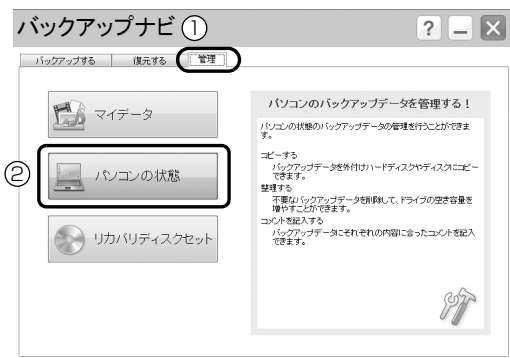 バックアップナビ ①
? － ×
バックアップする 復元する 管理
マイデータ
② パソコンの状態
リカバリディスクセット
パソコンのバックアップデータを管理する！
パソコンの状態のバックアップデータの管理を行うことができま
す。
コピーする
バックアップデータを外付けハードディスクやディスクにコピー
できます。
整理する
不要なバックアップデータを削除して、ドライブの空き容量を
増やすことができます。
コメントを記入する
バックアップデータにそれぞれの内容に合ったコメントを記入
できます。